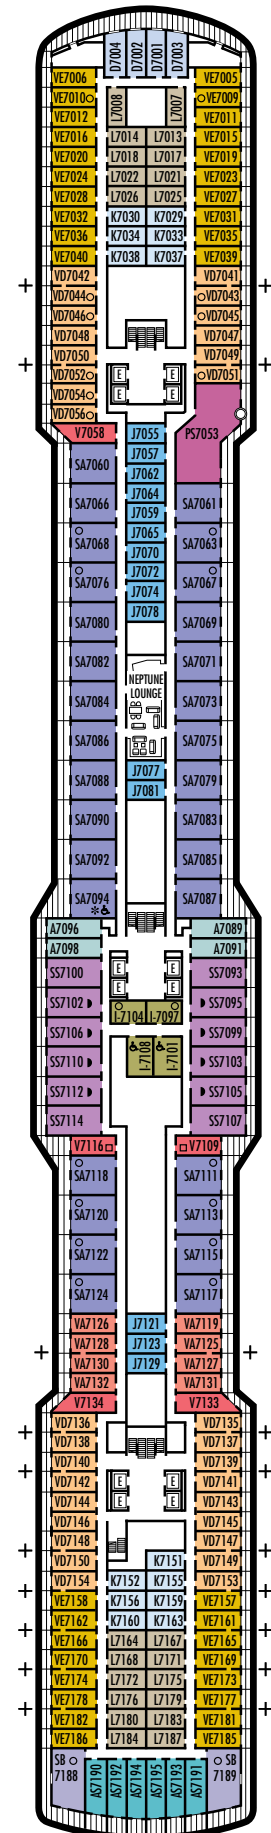 D7004 D7002 D7001 D7003
VE7006 VE7005
VE7010 L7008 L7007 VE7009
VE7012 VE7011
VE7016 L7014 L7013 VE7015
VE7020 L7018 L7017 VE7019
VE7024 L7022 L7021 VE7023
VE7028 L7026 L7025 VE7027
VE7032 K7030 K7029 VE7031
VE7036 K7034 K7033 VE7035
VE7040 K7038 K7037 VE7039
VD7042 VD7041
VD7044 VD7043
VD7046 VD7045
VD7048 VD7047
VD7050 VD7049
VD7052 E E VD7051
VD7054 E E
VD7056
V7058 J7055 PS7053
J7057
SA7060 J7062
J7064
SA7066 J7059 SA7061
SA7068 J7065 SA7063
J7070
SA7076 J7072 SA7067
J7074
SA7080 J7078 SA7069
SA7082 SA7071
NEPTUNE
LOUNGE
SA7084 SA7073
SA7086 SA7075
SA7088 J7077 SA7079
J7081
SA7090 SA7083
SA7092 SA7085
SA7094 SA7087
A7096 A7089
A7098 A7091
SS7100 E E SS7093
SS7102 E E SS7095
I-7104 I-7097
SS7106 SS7099
SS7110 I-7108 I-7101 SS7103
SS7112 SS7105
SS7114 SS7107
V7116 V7109
SA7118 SA7111
SA7120 SA7113
SA7122 SA7115
SA7124 SA7117
VA7126 J7121 VA7119
VA7128 J7123 VA7125
VA7130 J7129 VA7127
VA7132 VA7131
V7134 V7133
VD7136 VD7135
VD7138 VD7137
VD7140 VD7139
VD7142 E E VD7141
VD7144 E E VD7143
VD7146 VD7145
VD7148 VD7147
VD7150 K7151 VD7149
VD7154 K7152 K7155 VD7153
VE7158 K7156 K7159 VE7157
VE7162 K7160 K7163 VE7161
VE7166 L7164 L7167 VE7165
VE7170 L7168 L7171 VE7169
VE7174 L7172 L7175 VE7173
VE7178 L7176 L7179 VE7177
VE7182 L7180 L7183 VE7181
VE7186 L7184 L7187 VE7185
SB SB
7188 7189
AS7190 AS7192 AS7194 AS7195 AS7193 AS7191